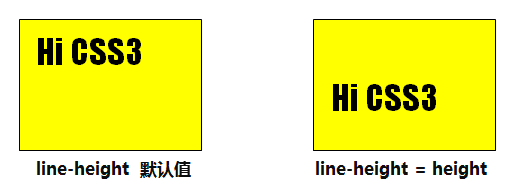 Hi CSS3
line-height 默认值
Hi CSS3
line-height = height